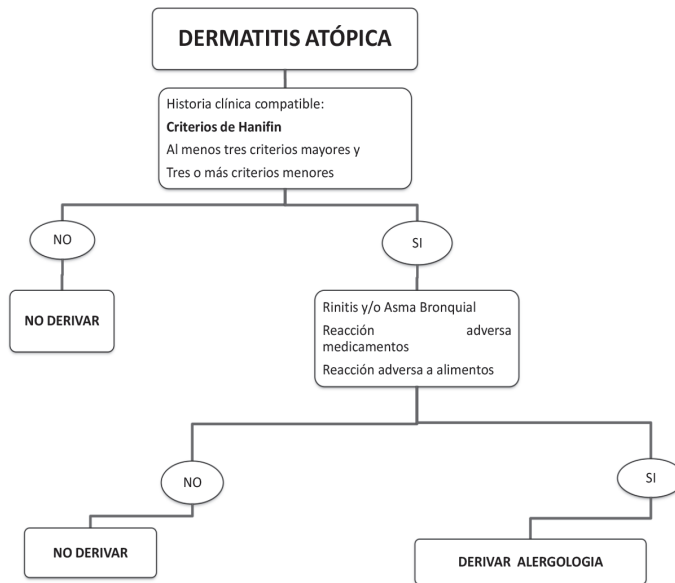 DERMATITIS ATÓPICA
Historia clínica compatible:
Criterios de Hanifin
Al menos tres criterios mayores y
Tres o más criterios menores
NO
SI
NO DERIVAR
Rinitis y/o Asma Bronquial
Reacción adversa
medicamentos
Reacción adversa a alimentos
NO
SI
NO DERIVAR
DERIVAR ALERGOLOGIA